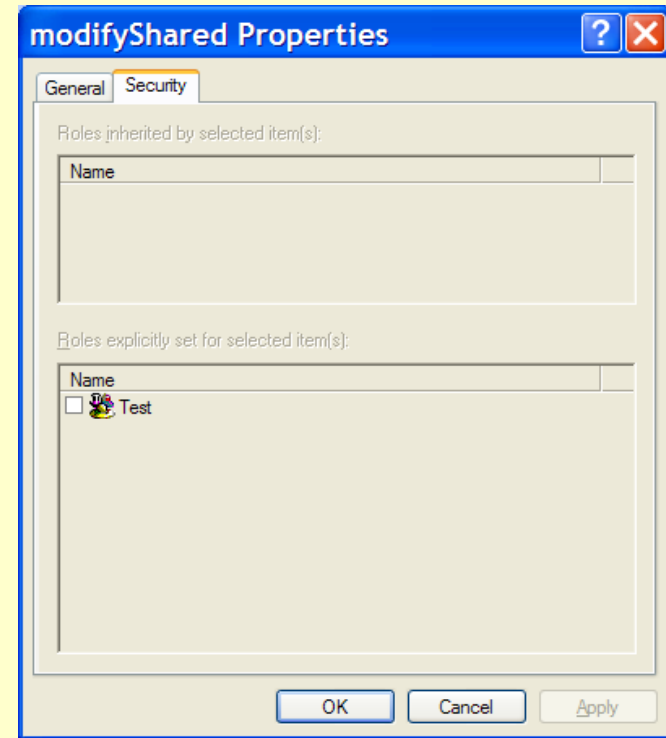 modifyShared Properties
General Security
Roles inherited by selected item(s):
Name
Roles explicitly set for selected item(s):
Name
Test
OK Cancel Apply